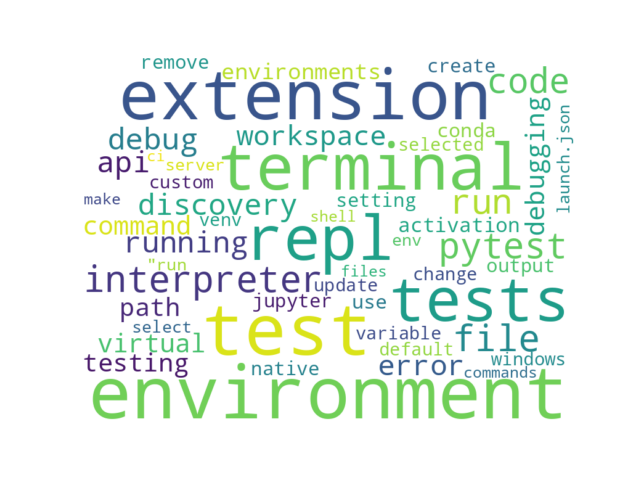 remove
environments
create
extension
code
debug
workspace
conda
selected
debugging
launch.json
api
ci
server
terminal
custom
make
discovery
setting
run
command
venv
shell
activation
running
repl
env
pytest
"run
files
change
output
interpreter
update
path
jupyter
use
tests
select
test
variable
file
virtual
default
windows
testing
native
error
commands
environment